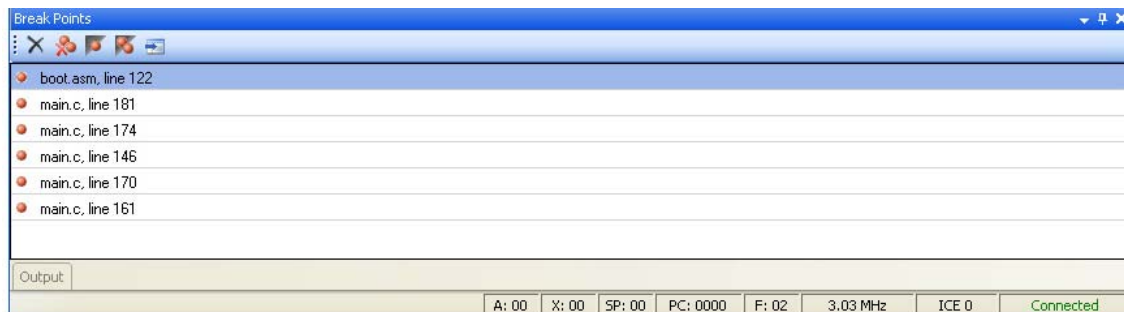 Break Points
boot.asm, line 122
main.c, line 181
main.c, line 174
main.c, line 146
main.c, line 170
main.c, line 161
Output
A: 00 X: 00 SP: 00 PC: 0000 F: 02 3.03 MHz ICE 0 Connected